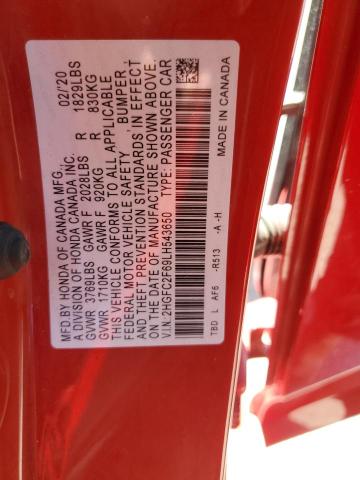 MFD. BY HONDA OF CANADA MFG. 02/'20
A DIVISION OF HONDA CANADA INC.
GVWR 3769LBS GAWR F 2028LBS R 1829LBS
GVWR 1710KG GAWR F 920KG R 830KG
THIS VEHICLE CONFORMS TO ALL APPLICABLE
FEDERAL MOTOR VEHICLE SAFETY, BUMPER,
AND THEFT PREVENTION STANDARDS, IN EFFECT
ON THE DATE OF MANUFACTURE SHOWN ABOVE.
V.I.N: 2HGFC2F69LH543650 TYPE: PASSENGER CAR
TBD L AF6 -R513 -A -H MADE IN CANADA